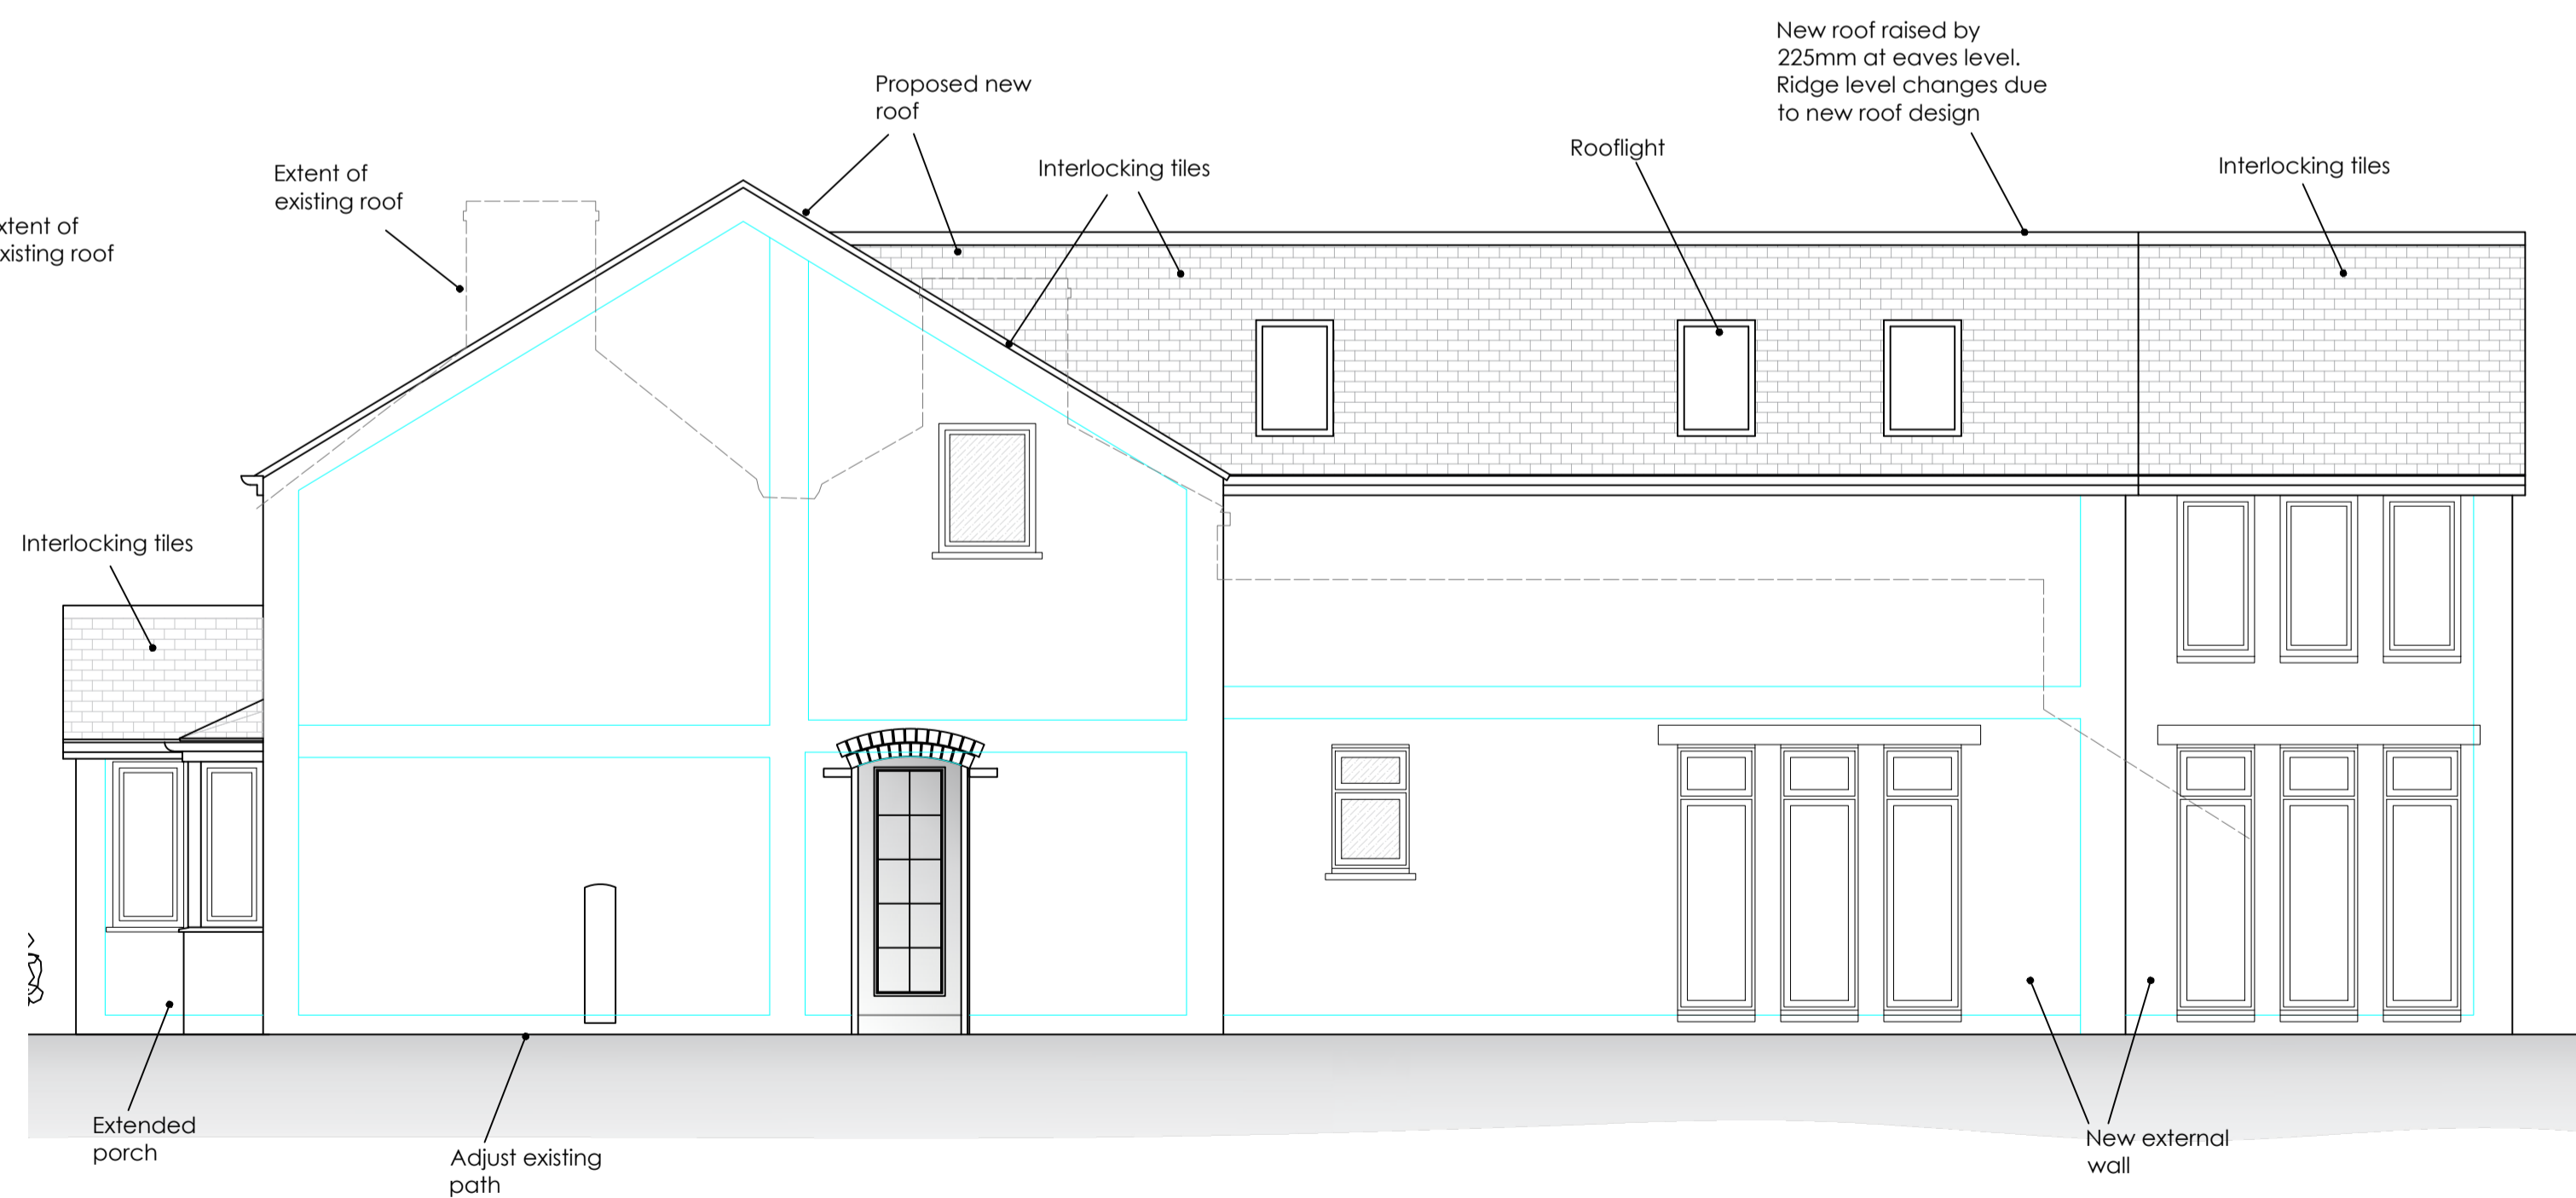 New roof raised by
225mm at eaves level.
Ridge level changes due
to new roof design
Proposed new
roof
Rooflight
Interlocking tiles
Interlocking tiles
Extent of
existing roof
xtent of
xisting roof
Interlocking tiles
Extended
porch
Adjust existing
path
New external
wall